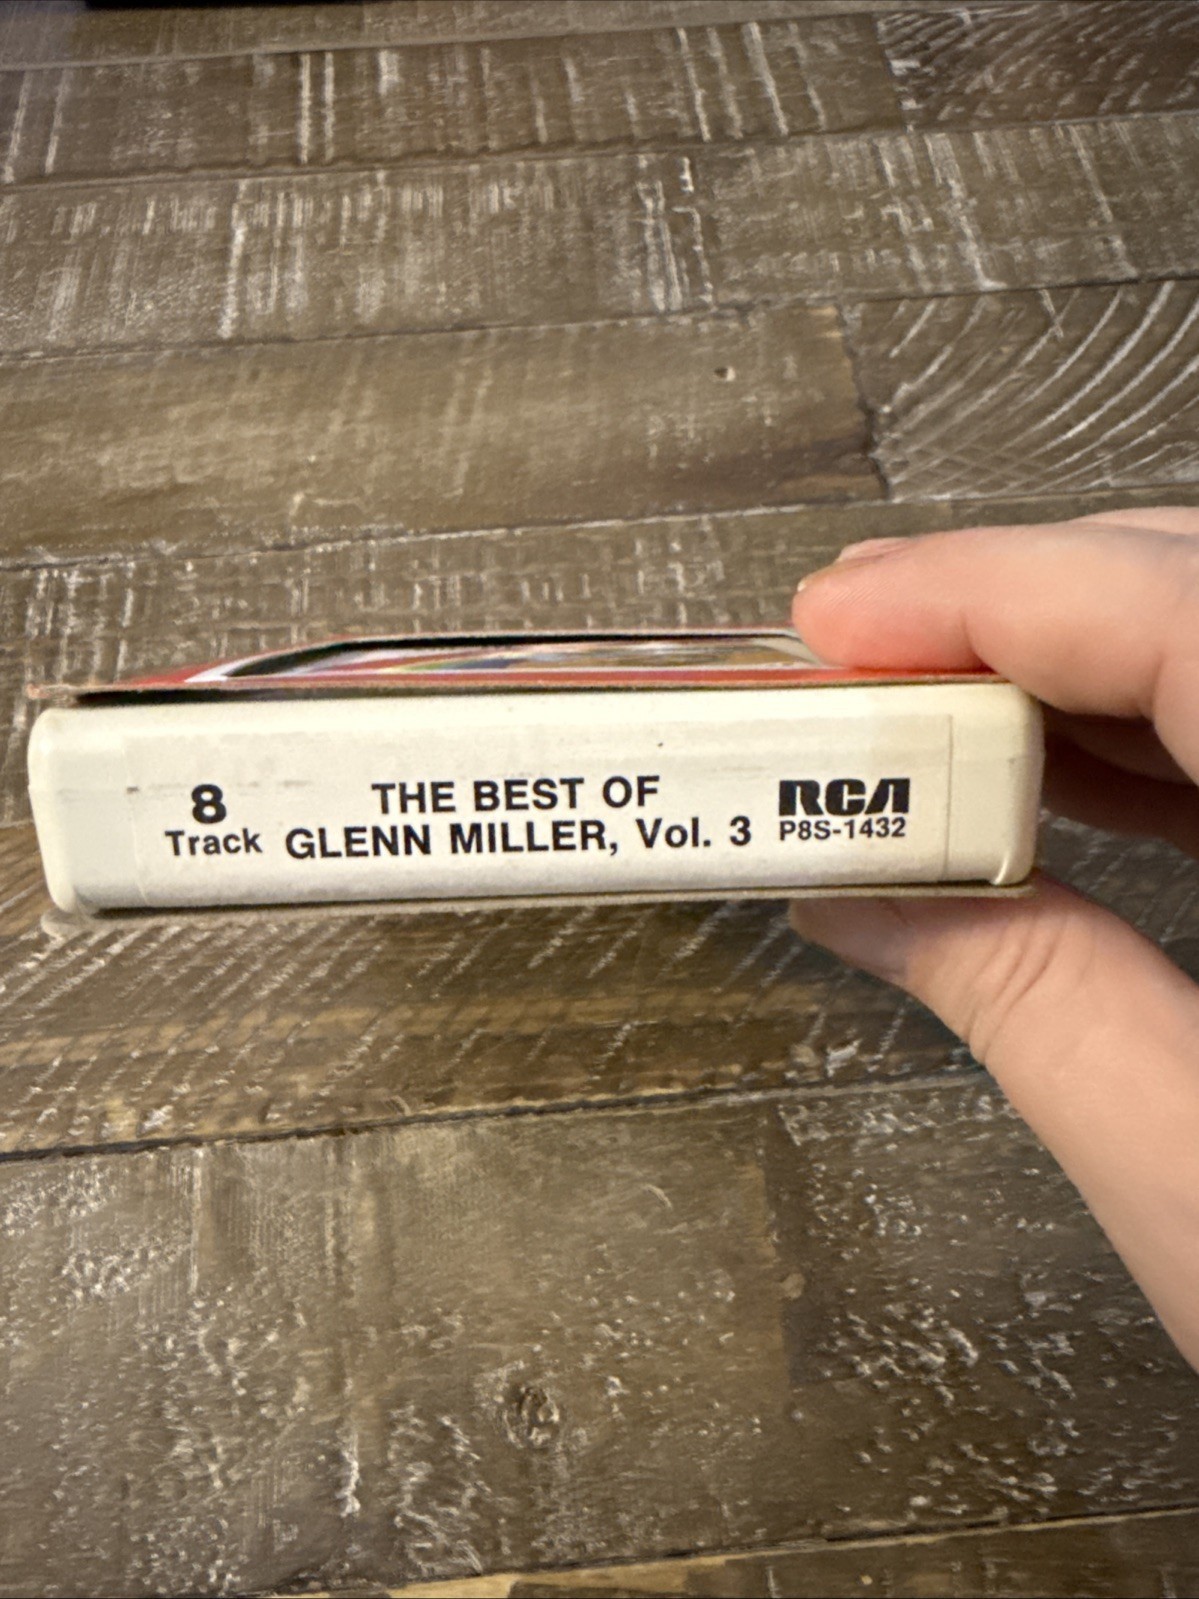 8
Track
THE BEST OF
GLENN MILLER, Vol. 3
RCA
P8S-1432